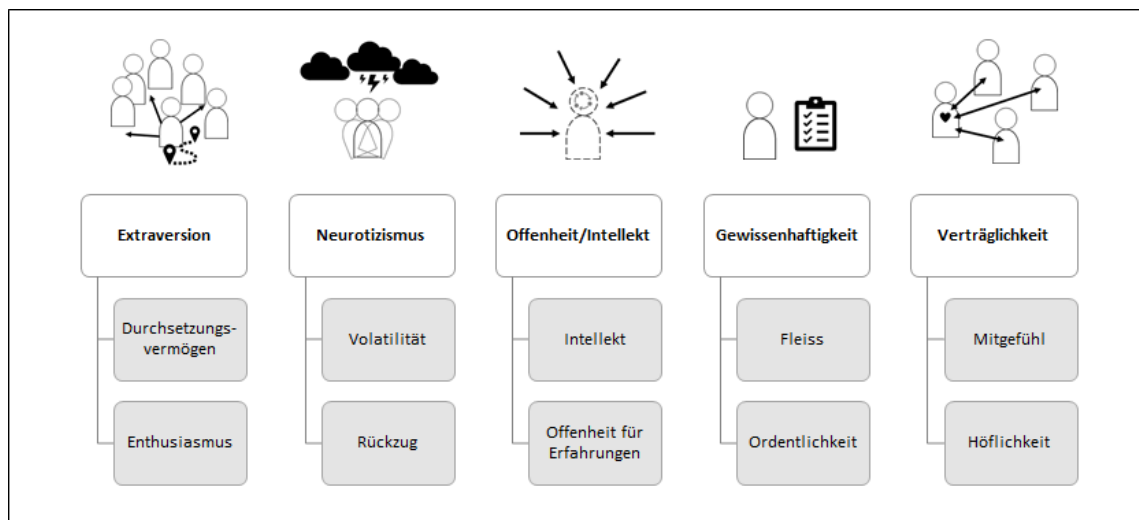 Extraversion
Neurotizismus
Offenheit/Intellekt
Gewissenhaftigkeit
Verträglichkeit
Durchsetzungs-
vermögen
Volatilität
Intellekt
Fleiss
Mitgefühl
Enthusiasmus
Rückzug
Offenheit für
Erfahrungen
Ordentlichkeit
Höflichkeit